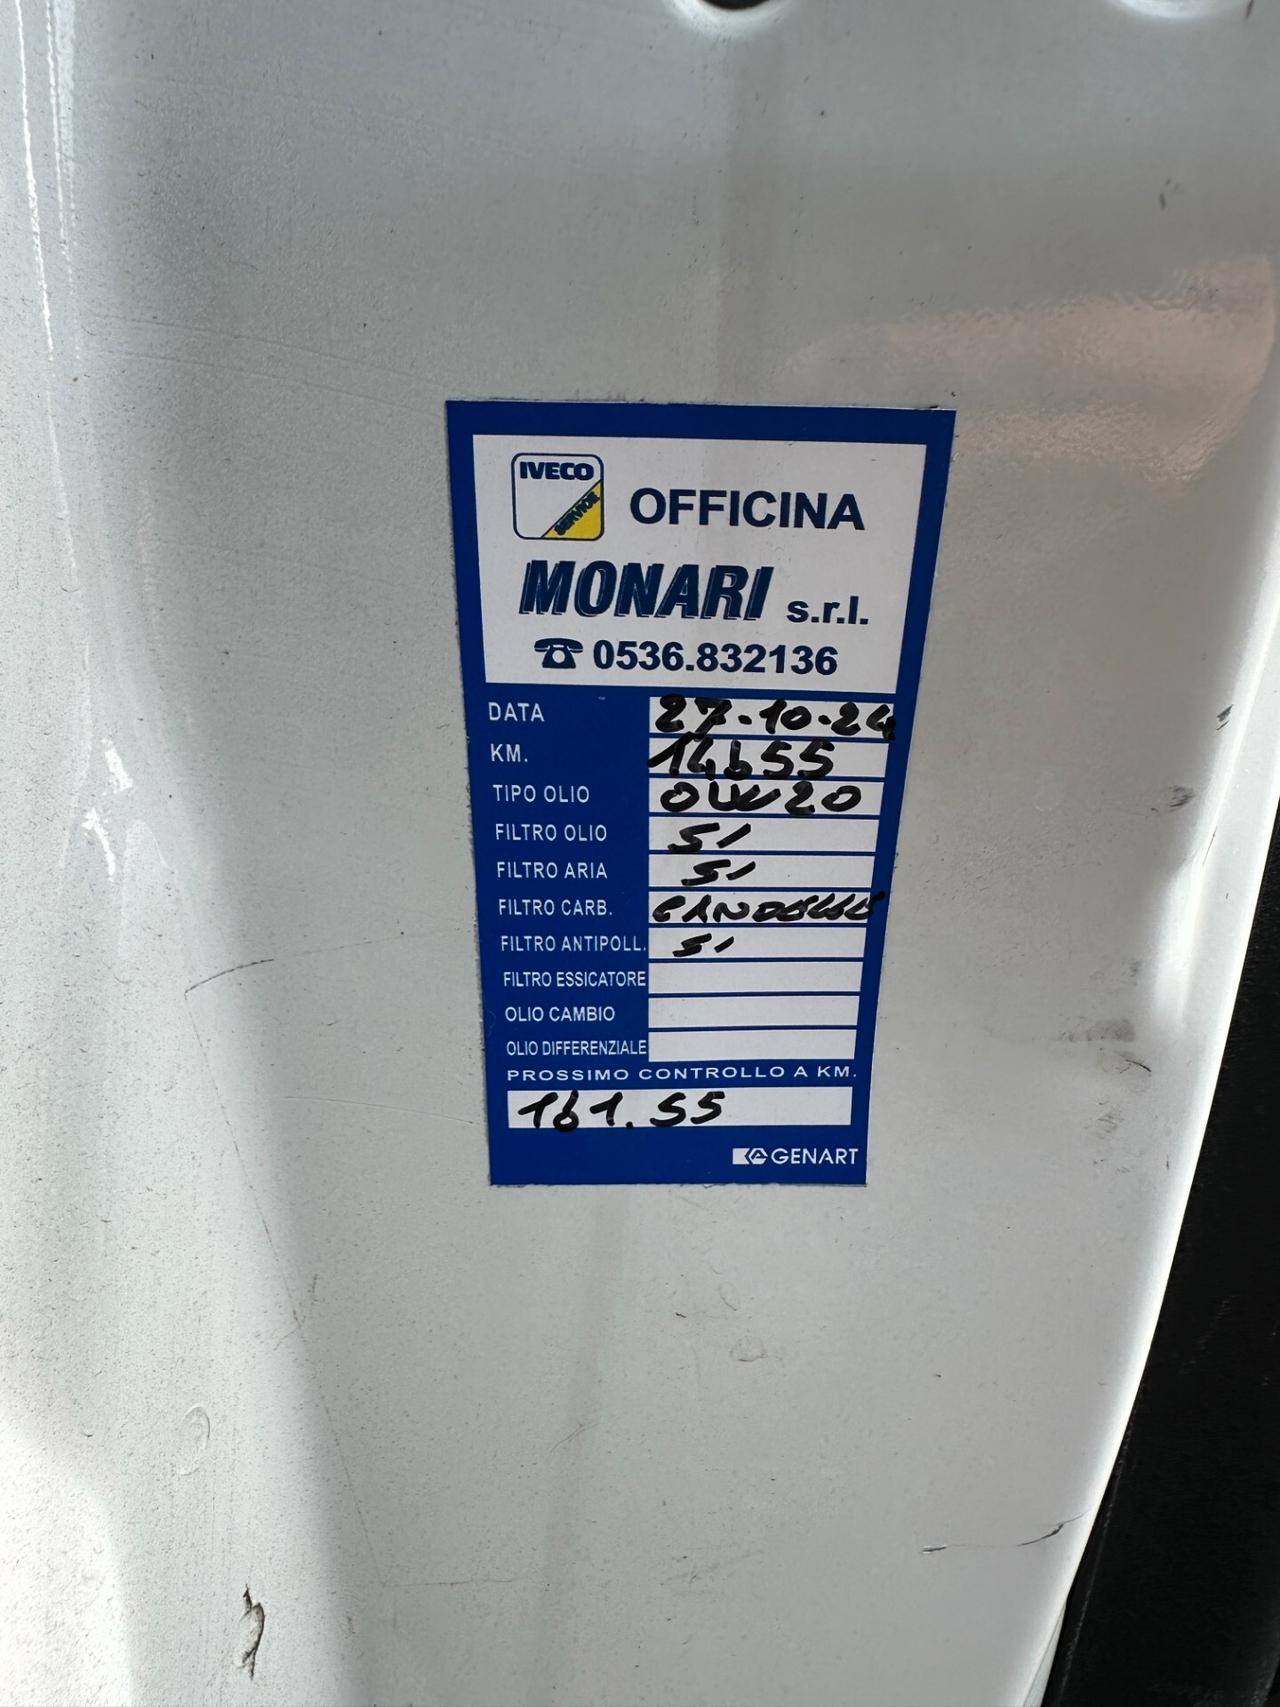 IVECO
SERVICE
OFFICINA
MONARI s.r.l.
☎ 0536.832136
DATA 27.10.24
KM. 14655
TIPO OLIO 0W20
FILTRO OLIO SI
FILTRO ARIA SI
FILTRO CARB. CANDELE
FILTRO ANTIPOLL. SI
FILTRO ESSICATORE
OLIO CAMBIO
OLIO DIFFERENZIALE
PROSSIMO CONTROLLO A KM.
161.55
GENART